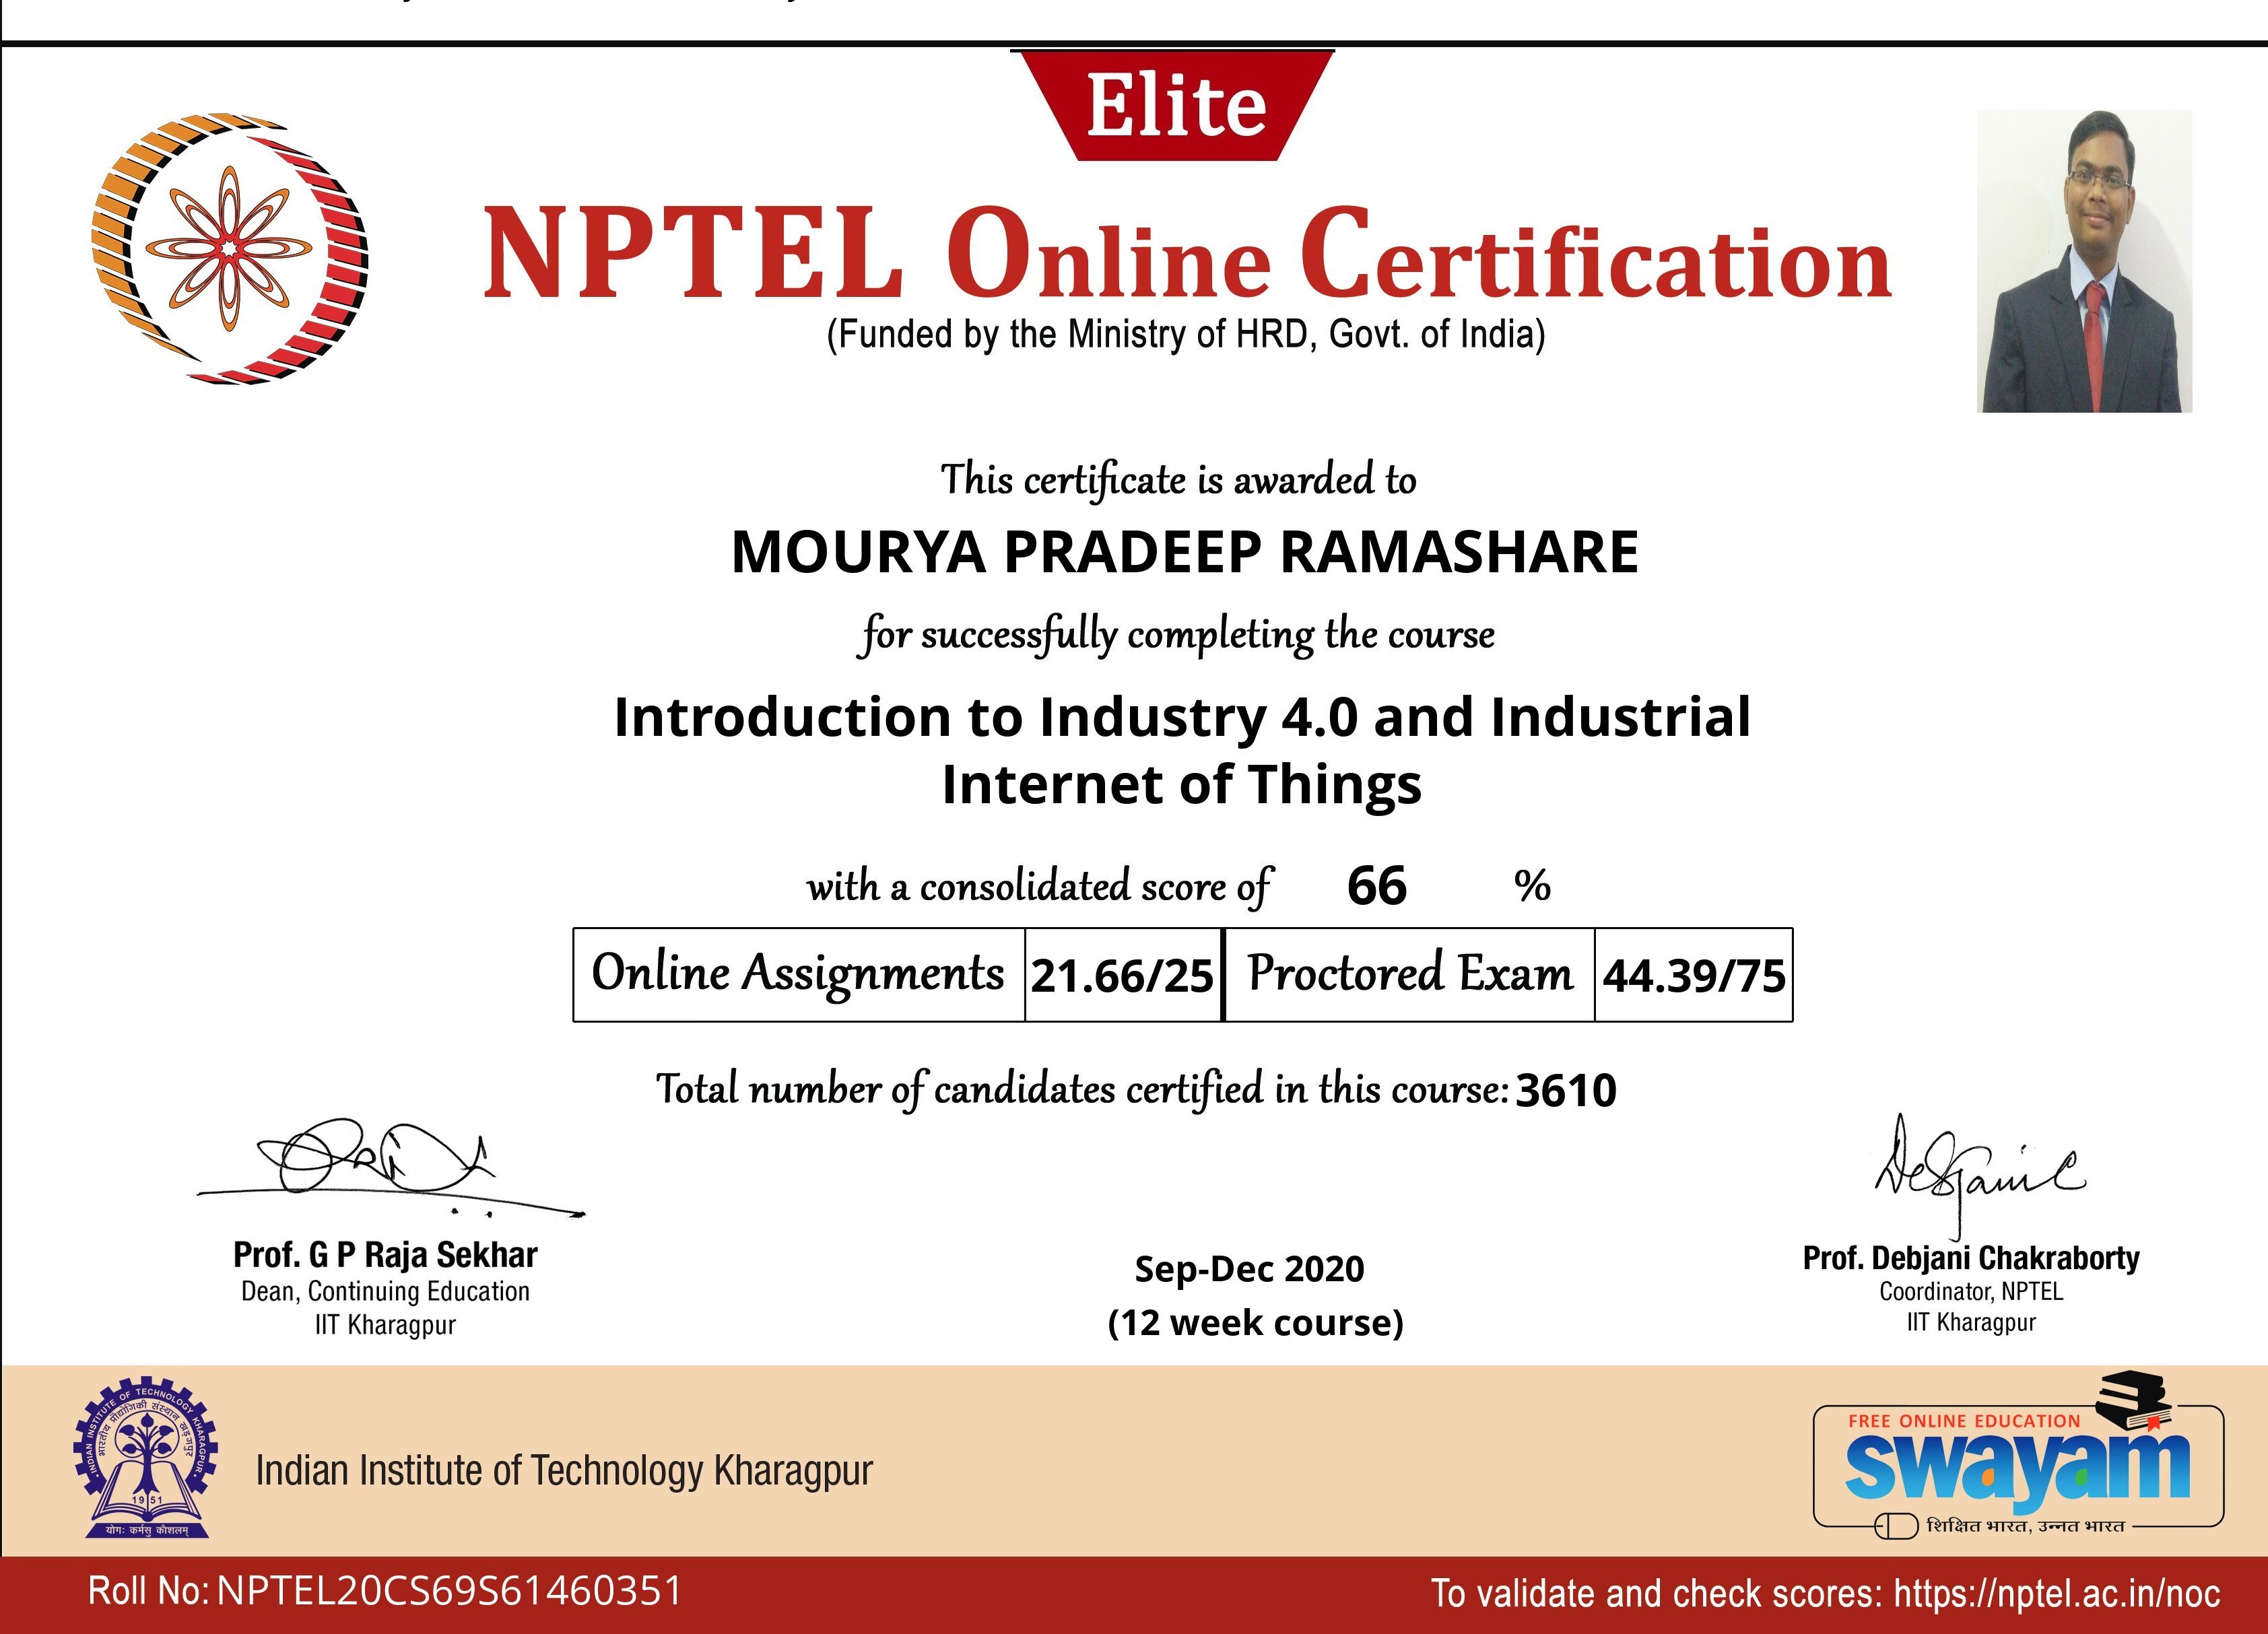 Elite
NPTEL Online Certification
(Funded by the Ministry of HRD, Govt. of India)
This certificate is awarded to
MOURYA PRADEEP RAMASHARE
for successfully completing the course
Introduction to Industry 4.0 and Industrial
Internet of Things
with a consolidated score of 66 %
Online Assignments 21.66/25 Proctored Exam 44.39/75
Total number of candidates certified in this course: 3610
Prof. G P Raja Sekhar
Dean, Continuing Education
IIT Kharagpur
Sep-Dec 2020
(12 week course)
Prof. Debjani Chakraborty
Coordinator, NPTEL
IIT Kharagpur
INDIAN INSTITUTE OF TECHNOLOGY KHARAGPUR
भारतीय प्रौद्योगिकी संस्थान खड़गपुर
1951
योगः कर्मसु कौशलम्
Indian Institute of Technology Kharagpur
FREE ONLINE EDUCATION
swayam
शिक्षित भारत, उन्नत भारत
Roll No: NPTEL20CS69S61460351
To validate and check scores: https://nptel.ac.in/noc